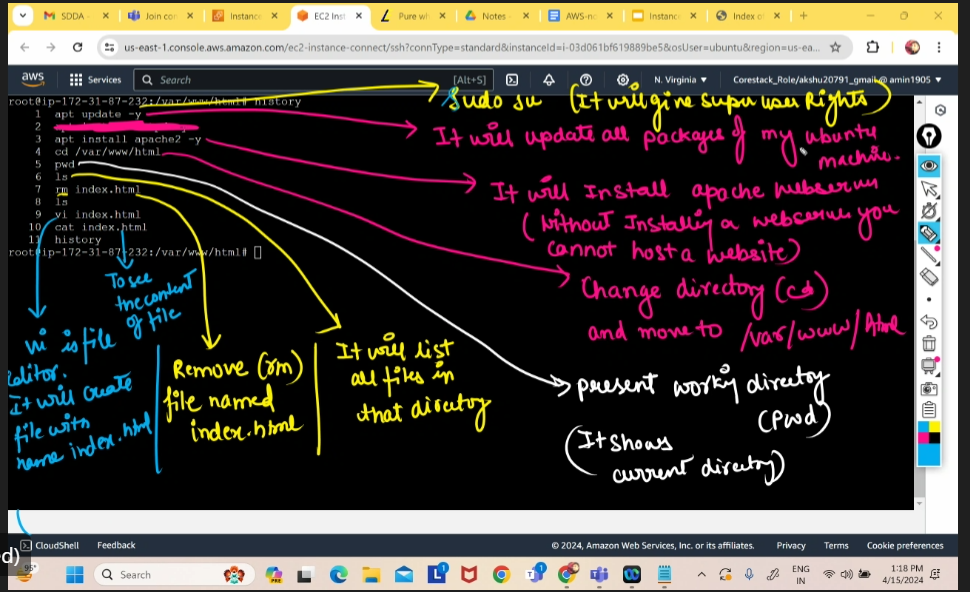 SDDA -
Join co
Instanc
EC2 Inst
Pure wh
Notes -
AWS-n
Instanc
Index o
us-east-1.console.aws.amazon.com/ec2-instance-connect/ssh?connType=standard&instanceId=i-03d061bf619889be5&osUser=ubuntu&region=us-ea...
aws
Services
Search
[Alt+S]
N. Virginia
Corestack_Role/akshu20791_gmail@amin1905
root@ip-172-31-87-232:/var/www/html# history
1 apt update -y
2
3 apt install apache2 -y
4 cd /var/www/html
5 pwd
6 ls
7 rm index.html
8 ls
9 vi index.html
10 cat index.html
11 history
root@ip-172-31-87-232:/var/www/html#
Sudo su (It will give super user Rights)
It will update all packages of my ubuntu
machine.
It will Install apache webserver
(without Installing a webserver you
cannot host a website)
Change directory (cd)
and move to /var/www/html
present working directory
(pwd)
(It shows
current directory)
To see
the content
of file
vi is file
editor.
It will create
file with
name index.html
Remove (rm)
file named
index.html
It will list
all files in
that directory
d)
CloudShell
Feedback
© 2024, Amazon Web Services, Inc. or its affiliates.
Privacy
Terms
Cookie preferences
95°
Search
PRE
ENG
IN
1:18 PM
4/15/2024